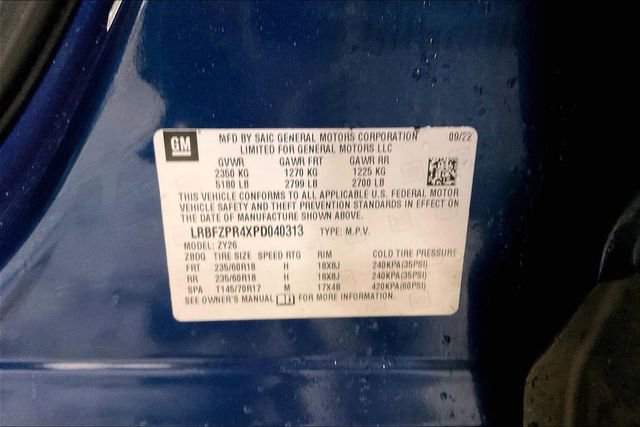 GM
MFD BY SAIC GENERAL MOTORS CORPORATION 09/22
LIMITED FOR GENERAL MOTORS LLC
GVWR GAWR FRT GAWR RR
2350 KG 1270 KG 1225 KG
5180 LB 2799 LB 2700 LB
THIS VEHICLE CONFORMS TO ALL APPLICABLE U.S. FEDERAL MOTOR
VEHICLE SAFETY AND THEFT PREVENTION STANDARDS IN EFFECT ON
THE DATE OF MANUFACTURE SHOWN ABOVE.
LRBFZPR4XPD040313 TYPE: M.P.V.
MODEL: ZY26
ZBDQ TIRE SIZE SPEED RTG RIM COLD TIRE PRESSURE
FRT 235/60R18 H 18X8J 240KPA(35PSI)
RR 235/60R18 H 18X8J 240KPA(35PSI)
SPA T145/70R17 M 17X4B 420KPA(60PSI)
SEE OWNER'S MANUAL FOR MORE INFORMATION.